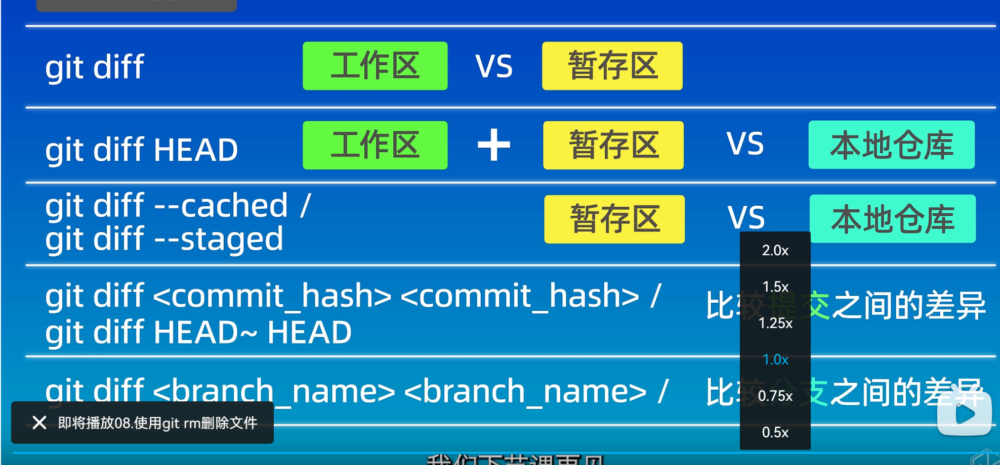 git diff 工作区 VS 暂存区
git diff HEAD 工作区 + 暂存区 VS 本地仓库
git diff --cached /
git diff --staged
暂存区 VS 本地仓库
git diff <commit_hash> <commit_hash> /
git diff HEAD~ HEAD
比较提交之间的差异
git diff <branch_name> <branch_name> /
比较分支之间的差异
2.0x
1.5x
1.25x
1.0x
0.75x
0.5x
即将播放08.使用git rm删除文件
我们下节课再见